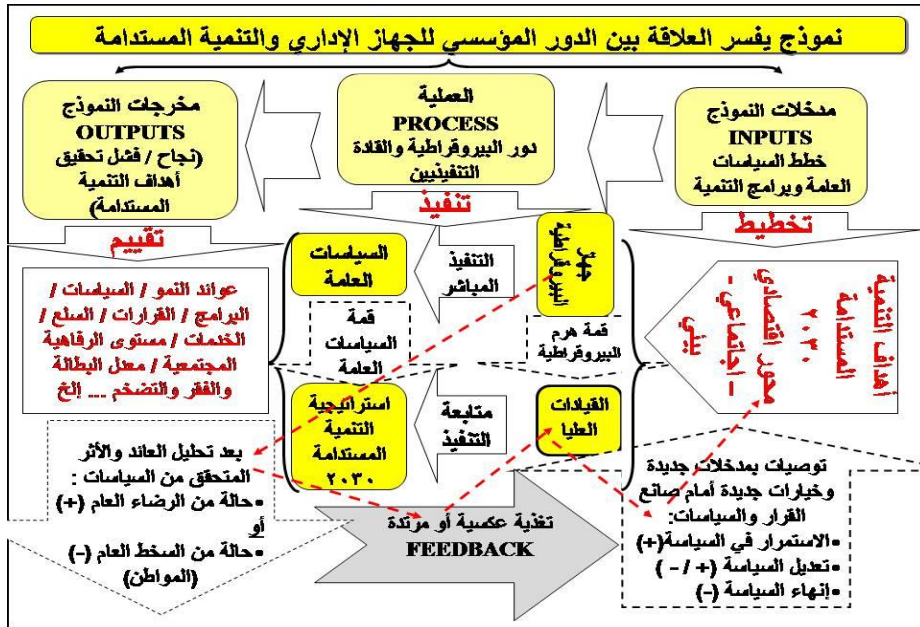 نموذج يفسر العلاقة بين الدور المؤسسي للجهاز الإداري والتنمية المستدامة
مدخلات النموذج
INPUTS
خطط السياسات
العامة وبرامج التنمية
العملية
PROCESS
دور البيروقراطية والقادة
التنفيذيين
مخرجات النموذج
OUTPUTS
(نجاح / فشل تحقيق
أهداف التنمية
المستدامة)
تخطيط
تنفيذ
تقييم
أهداف التنمية
المستدامة
٢٠٣٠
محور اقتصادي
– اجتماعي –
بيئي
جهاز
البيروقراطية
قمة هرم
البيروقراطية
القيادات
العليا
التنفيذ
المباشر
متابعة
التنفيذ
السياسات
العامة
قمة
السياسات
العامة
استراتيجية
التنمية
المستدامة
٢٠٣٠
عوائد النمو / السياسات /
البرامج / القرارات / السلع /
الخدمات / مستوى الرفاهية
المجتمعية / معدل البطالة
والفقر والتضخم ... إلخ
بعد تحليل العائد والأثر
المتحقق من السياسات :
▪حالة من الرضاء العام (+)
أو
▪حالة من السخط العام (-)
(المواطن)
تغذية عكسية أو مرتدة
FEEDBACK
توصيات بمدخلات جديدة
وخيارات جديدة أمام صانع
القرار والسياسات:
▪الاستمرار في السياسة(+)
▪تعديل السياسة (+ / - )
▪إنهاء السياسة (-)